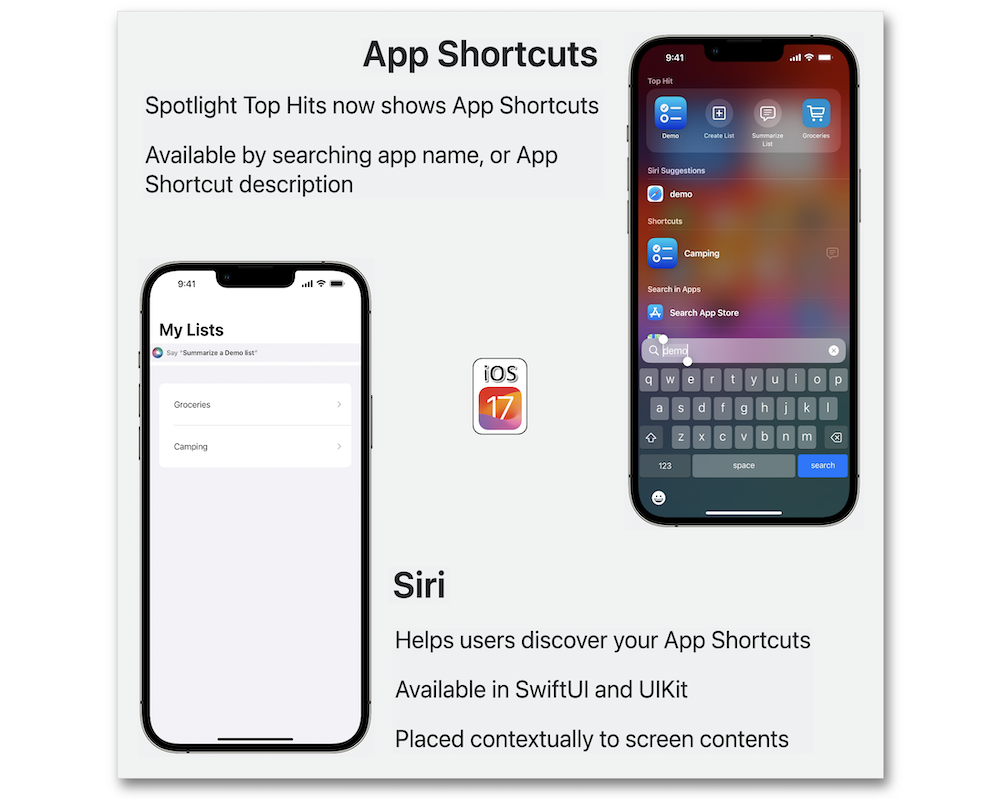 App Shortcuts
Spotlight Top Hits now shows App Shortcuts
Available by searching app name, or App
Shortcut description
9:41
Top Hit
Demo
Create List
Summarize
List
Groceries
Siri Suggestions
demo
Shortcuts
Camping
Search in Apps
Search App Store
demo
q w e r t y u i o p
a s d f g h j k l
z x c v b n m
123 space search
9:41
My Lists
Say “Summarize a Demo list”
Groceries
Camping
iOS
17
Siri
Helps users discover your App Shortcuts
Available in SwiftUI and UIKit
Placed contextually to screen contents